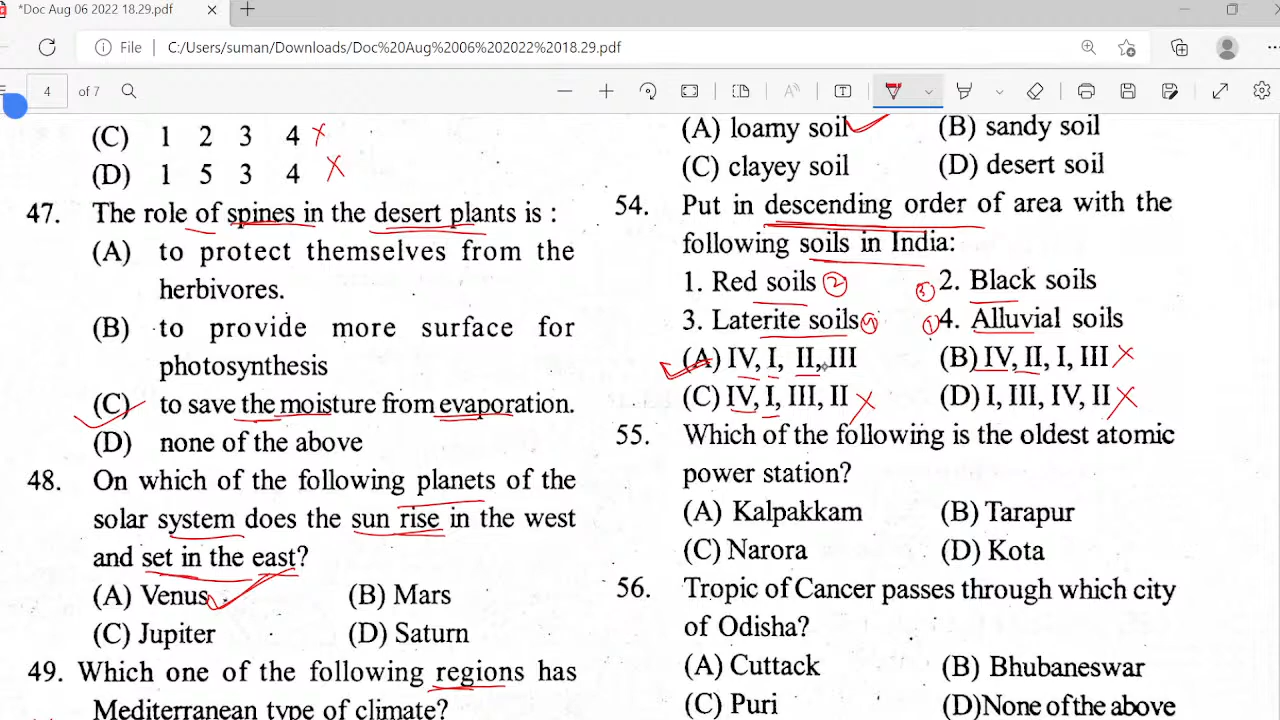 *Doc Aug 06 2022 18.29.pdf
File
C:/Users/suman/Downloads/Doc%20Aug%2006%202022%2018.29.pdf
4 of 7
(C) 1 2 3 4
(D) 1 5 3 4
47. The role of spines in the desert plants is :
(A) to protect themselves from the
herbivores.
(B) to provide more surface for
photosynthesis
(C) to save the moisture from evaporation.
(D) none of the above
48. On which of the following planets of the
solar system does the sun rise in the west
and set in the east?
(A) Venus (B) Mars
(C) Jupiter (D) Saturn
49. Which one of the following regions has
Mediterranean type of climate?
(A) loamy soil (B) sandy soil
(C) clayey soil (D) desert soil
54. Put in descending order of area with the
following soils in India:
1. Red soils 2 3 2. Black soils
3. Laterite soils 4 1 4. Alluvial soils
(A) IV, I, II, III (B) IV, II, I, III
(C) IV, I, III, II (D) I, III, IV, II
55. Which of the following is the oldest atomic
power station?
(A) Kalpakkam (B) Tarapur
(C) Narora (D) Kota
56. Tropic of Cancer passes through which city
of Odisha?
(A) Cuttack (B) Bhubaneswar
(C) Puri (D)None of the above